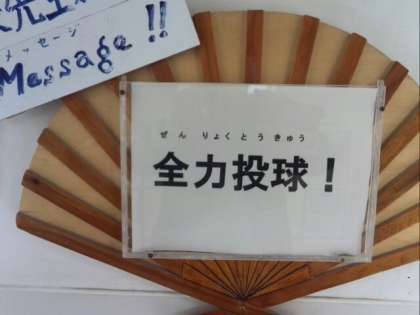 メッセージ
Message!!
ぜんりょくとうきゅう
全力投球！